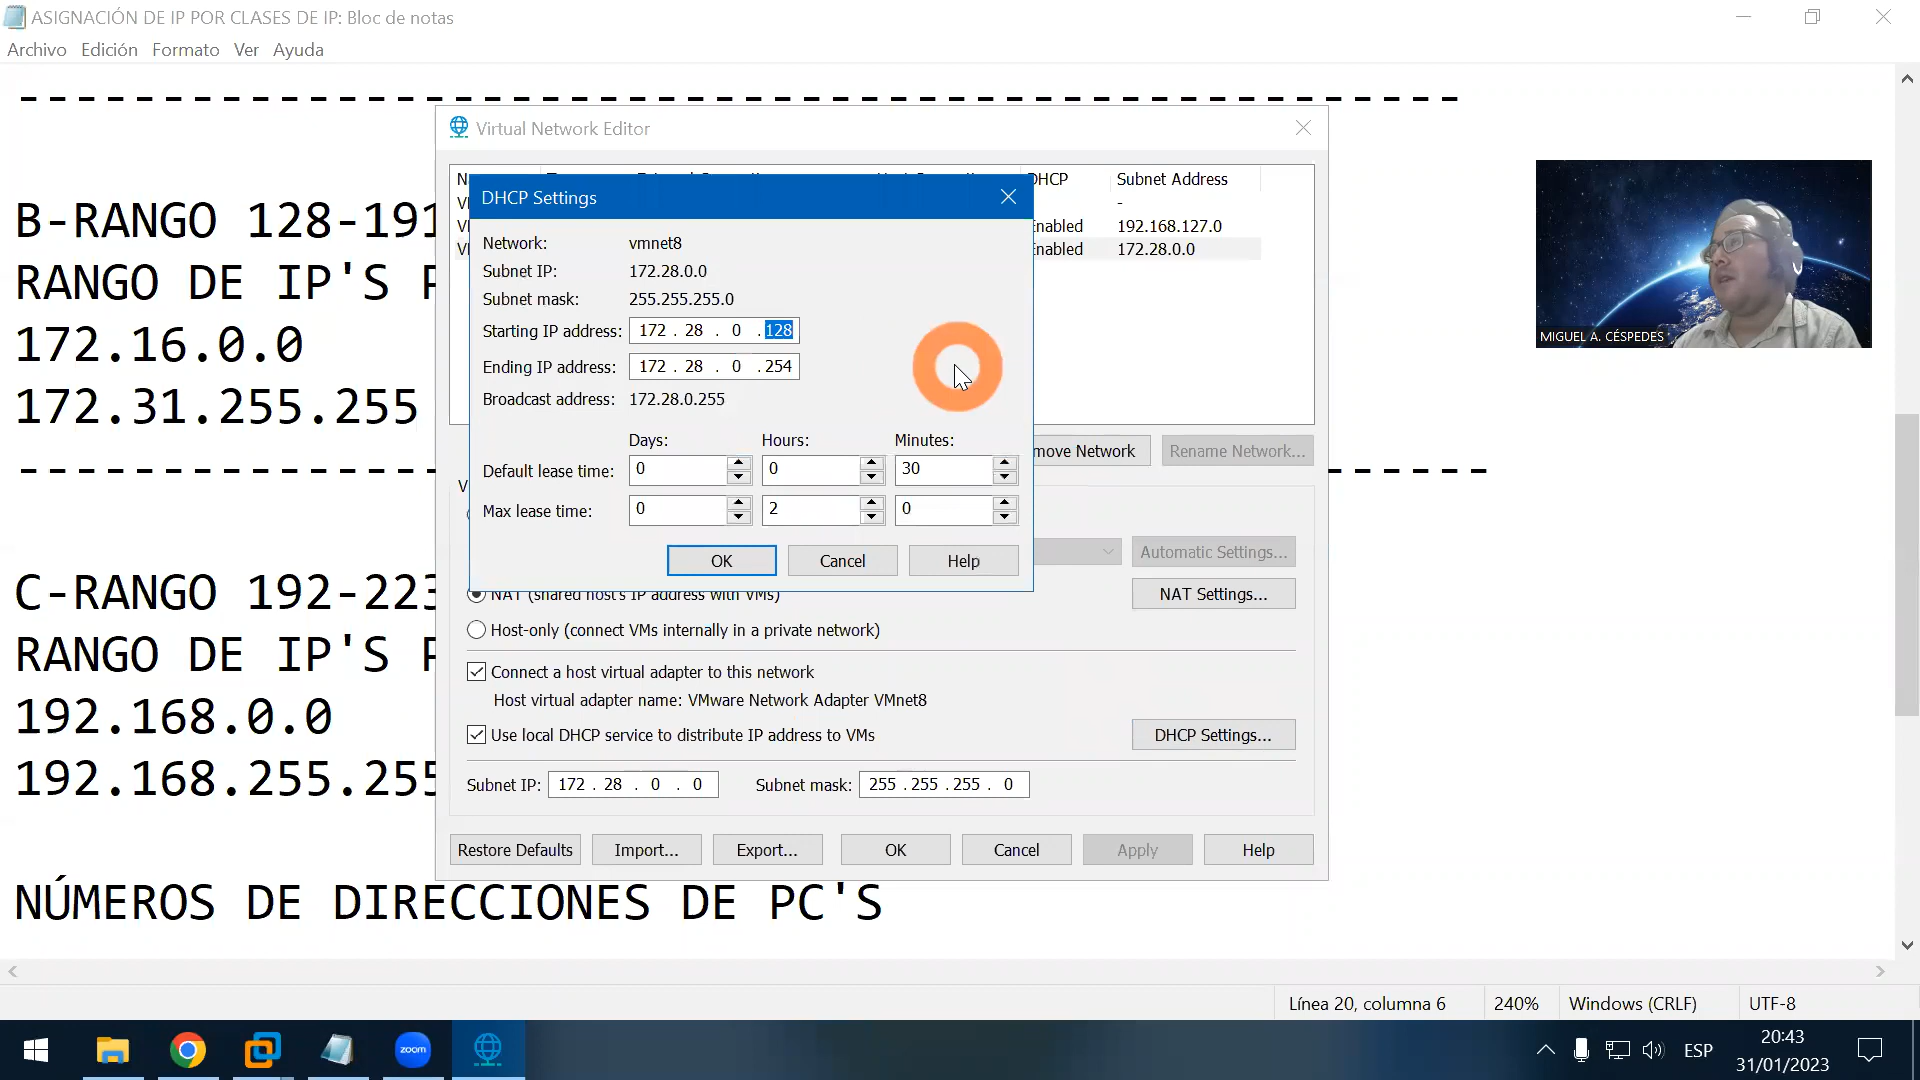 ASIGNACIÓN DE IP POR CLASES DE IP: Bloc de notas
Archivo Edición Formato Ver Ayuda
--------------------------------------------------
Virtual Network Editor
DHCP Subnet Address
-
B-RANGO 128-191
Enabled 192.168.127.0
Enabled 172.28.0.0
RANGO DE IP'S
172.16.0.0
172.31.255.255
DHCP Settings
Network: vmnet8
Subnet IP: 172.28.0.0
Subnet mask: 255.255.255.0
Starting IP address: 172 . 28 . 0 . 128
Ending IP address: 172 . 28 . 0 . 254
Broadcast address: 172.28.0.255
Days: Hours: Minutes:
Default lease time: 0 0 30
Max lease time: 0 2 0
OK Cancel Help
MIGUEL A. CÉSPEDES
Rename Network...
Automatic Settings...
NAT (shared host's IP address with VMs)
NAT Settings...
Host-only (connect VMs internally in a private network)
Connect a host virtual adapter to this network
Host virtual adapter name: VMware Network Adapter VMnet8
Use local DHCP service to distribute IP address to VMs
DHCP Settings...
Subnet IP: 172 . 28 . 0 . 0 Subnet mask: 255 . 255 . 255 . 0
Restore Defaults Import... Export... OK Cancel Apply Help
C-RANGO 192-223
RANGO DE IP'S
192.168.0.0
192.168.255.255
NÚMEROS DE DIRECCIONES DE PC'S
Línea 20, columna 6 240% Windows (CRLF) UTF-8
zoom
ESP
20:43
31/01/2023